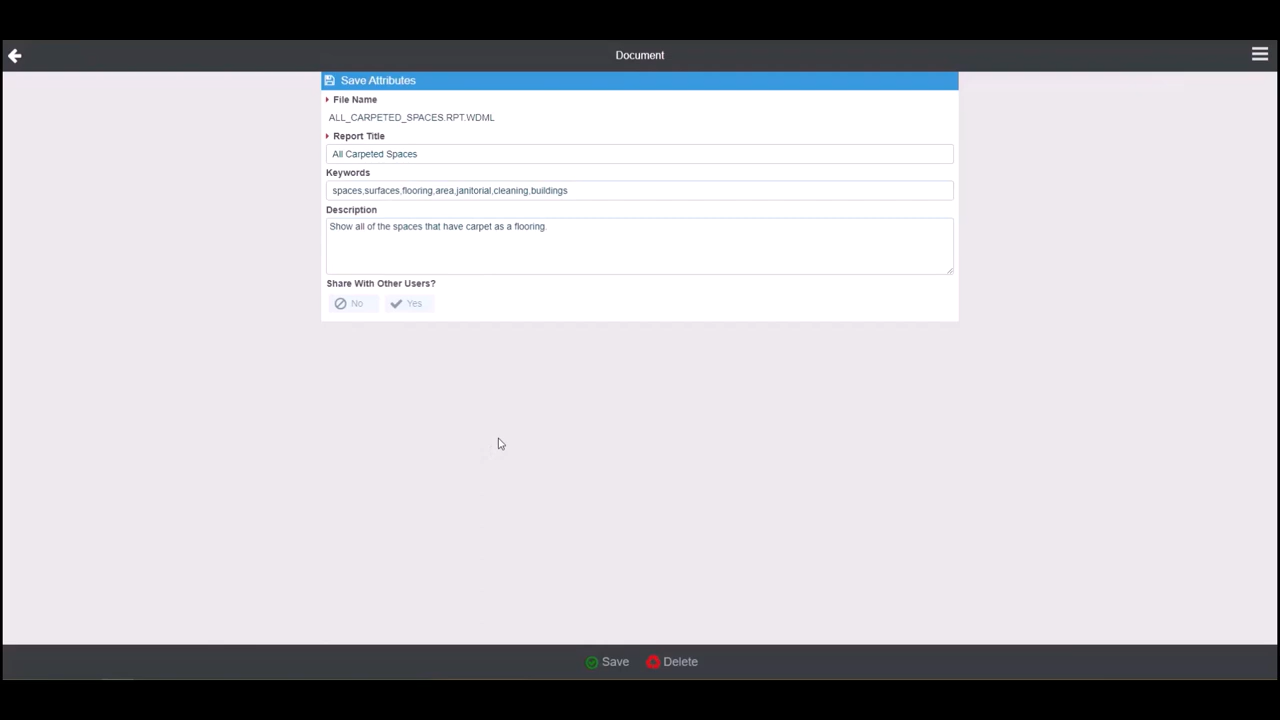 Document
Save Attributes
File Name
ALL_CARPETED_SPACES.RPT.WDML
Report Title
All Carpeted Spaces
Keywords
spaces,surfaces,flooring,area,janitorial,cleaning,buildings
Description
Show all of the spaces that have carpet as a flooring.
Share With Other Users?
No Yes
Save Delete